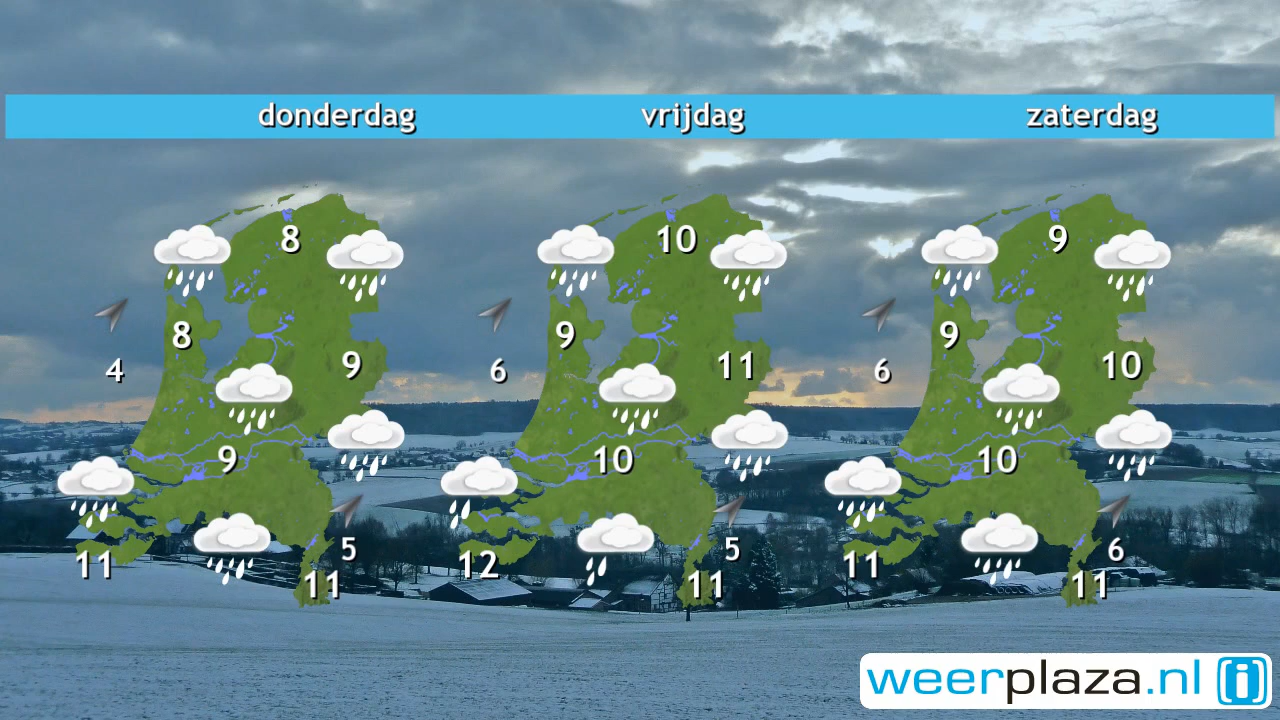 donderdag vrijdag zaterdag
8 10 9
8 9 9
4 9 6 11 6 10
9 10 10
11 5 12 5 11 6
11 11 11
weerplaza.nl i